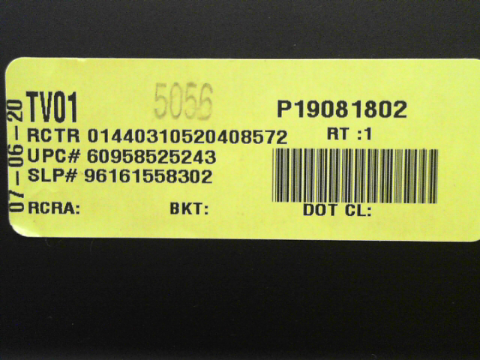 07-06-20
TV01 5056 P19081802
RCTR 01440310520408572 RT :1
UPC# 60958525243
SLP# 96161558302
RCRA: BKT: DOT CL: